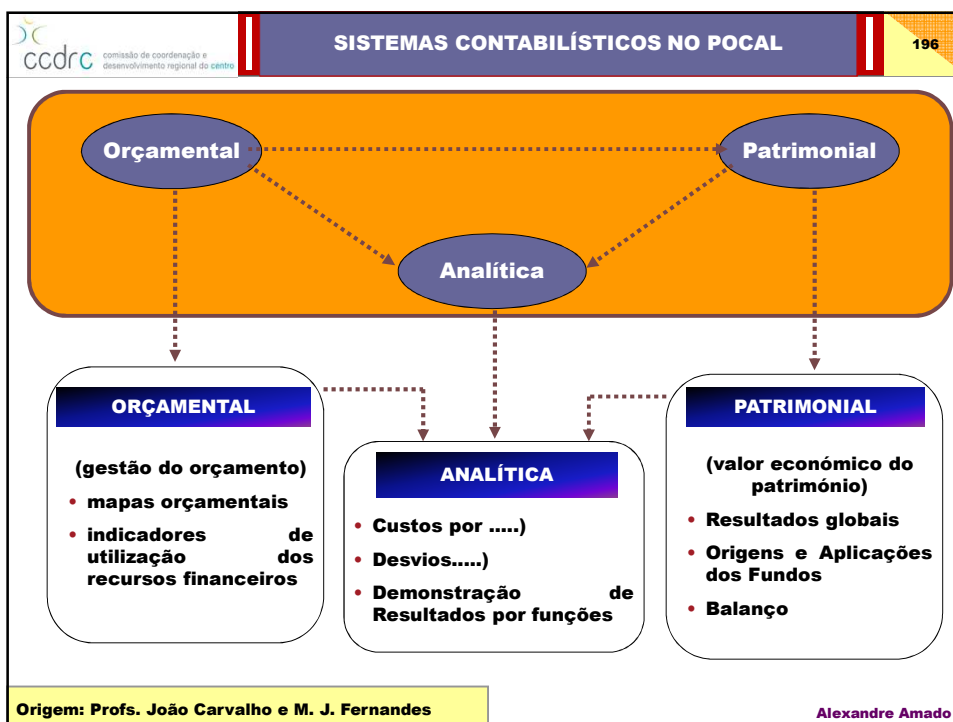 ccdrc
comissão de coordenação e
desenvolvimento regional do centro
SISTEMAS CONTABILÍSTICOS NO POCAL
196
Orçamental
Patrimonial
Analítica
ORÇAMENTAL
(gestão do orçamento)
• mapas orçamentais
• indicadores de
utilização dos
recursos financeiros
ANALÍTICA
• Custos por .....)
• Desvios.....)
• Demonstração de
Resultados por funções
PATRIMONIAL
(valor económico do
património)
• Resultados globais
• Origens e Aplicações
dos Fundos
• Balanço
Origem: Profs. João Carvalho e M. J. Fernandes
Alexandre Amado